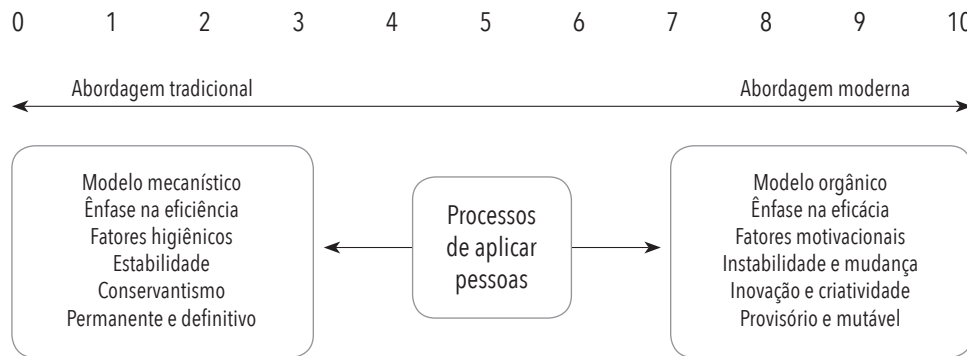 0 1 2 3 4 5 6 7 8 9 10
Abordagem tradicional Abordagem moderna
Modelo mecanístico
Ênfase na eficiência
Fatores higiênicos
Estabilidade
Conservantismo
Permanente e definitivo
Processos
de aplicar
pessoas
Modelo orgânico
Ênfase na eficácia
Fatores motivacionais
Instabilidade e mudança
Inovação e criatividade
Provisório e mutável